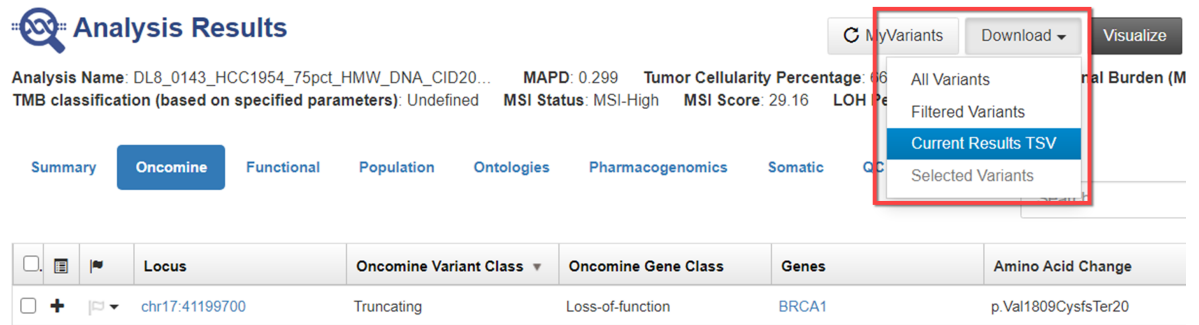 Analysis Results
MyVariants Download Visualize
Analysis Name: DL8_0143_HCC1954_75pct_HMW_DNA_CID20... MAPD: 0.299 Tumor Cellularity Percentage: 66 nal Burden (M
TMB classification (based on specified parameters): Undefined MSI Status: MSI-High MSI Score: 29.16 LOH Pe
All Variants
Filtered Variants
Current Results TSV
Selected Variants
Summary Oncomine Functional Population Ontologies Pharmacogenomics Somatic QC
Search
Locus Oncomine Variant Class Oncomine Gene Class Genes Amino Acid Change
chr17:41199700 Truncating Loss-of-function BRCA1 p.Val1809CysfsTer20